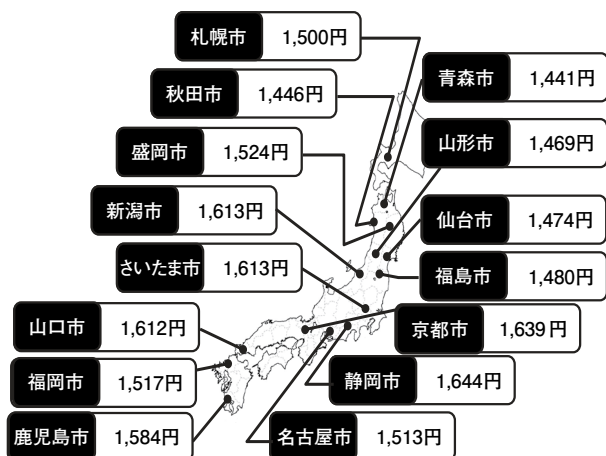 札幌市 1,500円
青森市 1,441円
秋田市 1,446円
山形市 1,469円
盛岡市 1,524円
新潟市 1,613円
仙台市 1,474円
さいたま市 1,613円
福島市 1,480円
山口市 1,612円
京都市 1,639円
福岡市 1,517円
静岡市 1,644円
鹿児島市 1,584円
名古屋市 1,513円